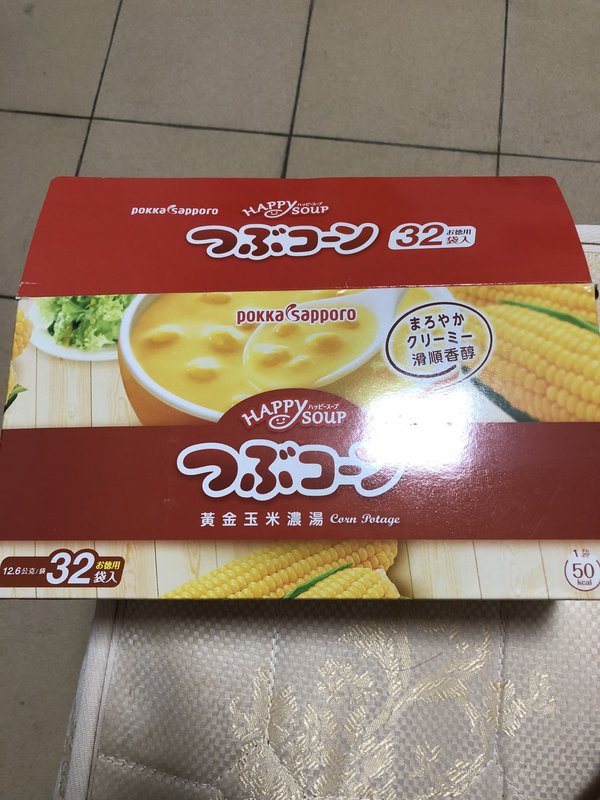 pokka sapporo
HAPPY SOUP
ハッピースープ
つぶコーン
32
お徳用
袋入
pokka sapporo
まろやか
クリーミー
滑順香醇
HAPPY SOUP
ハッピースープ
つぶコーン
黃金玉米濃湯 Corn Potage
12.6公克/袋 32 お徳用
袋入
1袋
50
kcal